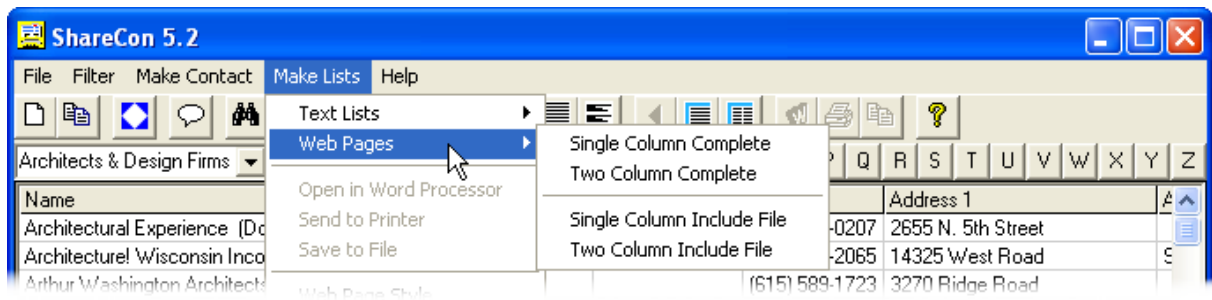 ShareCon 5.2
File Filter Make Contact Make Lists Help
Text Lists
Web Pages
Single Column Complete
Two Column Complete
Architects & Design Firms
Q R S T U V W X Y Z
Open in Word Processor
Send to Printer
Save to File
Single Column Include File
Two Column Include File
Name Address 1
Architectural Experience (Do -0207 2655 N. 5th Street
Architecture! Wisconsin Inco -2065 14325 West Road
Arthur Washington Architects (615) 589-1723 3270 Ridge Road
Web Page Style